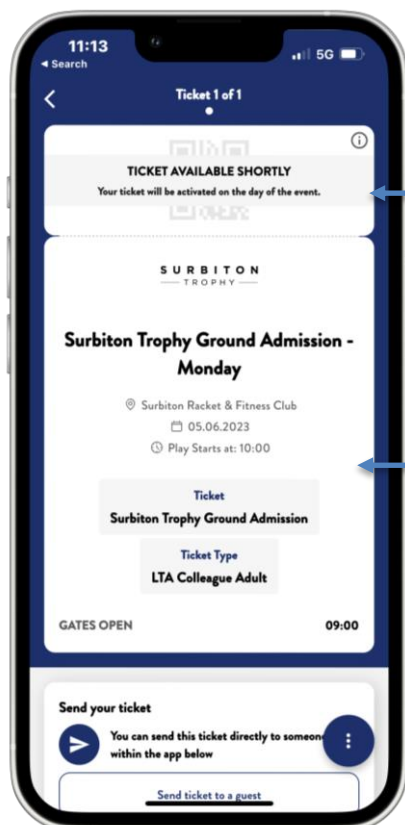 11:13
5G
Search
Ticket 1 of 1
TICKET AVAILABLE SHORTLY
Your ticket will be activated on the day of the event.
SURBITON
TROPHY
Surbiton Trophy Ground Admission -
Monday
Surbiton Racket & Fitness Club
05.06.2023
Play Starts at: 10:00
Ticket
Surbiton Trophy Ground Admission
Ticket Type
LTA Colleague Adult
GATES OPEN 09:00
Send your ticket
You can send this ticket directly to someone
within the app below
Send ticket to a guest